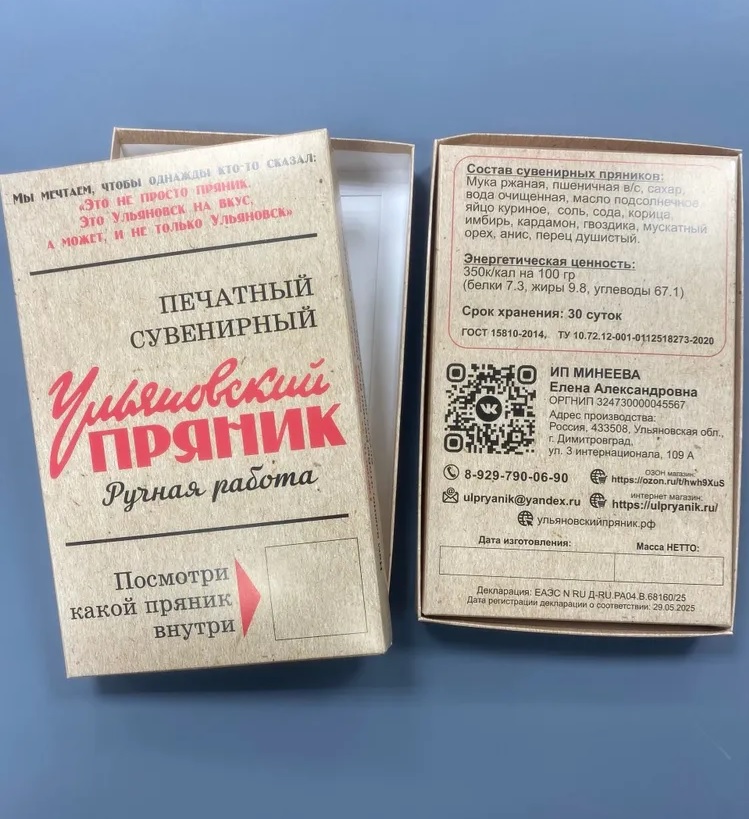 Мы мечтаем, чтобы однажды кто-то сказал:
«Это не просто пряник.
Это Ульяновск на вкус,
а может, и не только Ульяновск»
ПЕЧАТНЫЙ
СУВЕНИРНЫЙ
Ульяновский
ПРЯНИК
Ручная работа
Посмотри
какой пряник
внутри
Состав сувенирных пряников:
Мука ржаная, пшеничная в/с, сахар,
вода очищенная, масло подсолнечное,
яйцо куриное, соль, сода, корица,
имбирь, кардамон, гвоздика, мускатный
орех, анис, перец душистый.
Энергетическая ценность:
350к/кал на 100 гр
(белки 7.3, жиры 9.8, углеводы 67.1)
Срок хранения: 30 суток
ГОСТ 15810-2014, ТУ 10.72.12-001-0112518273-2020
ИП МИНЕЕВА
Елена Александровна
ОРГНИП 324730000045567
Адрес производства:
Россия, 433508, Ульяновская обл.,
г. Димитровград,
ул. 3 интернационала, 109 А
8-929-790-06-90
ОЗОН магазин:
https://ozon.ru/t/hwh9XuS
ulpryanik@yandex.ru
интернет магазин:
https://ulpryanik.ru/
ульяновскийпряник.рф
Дата изготовления:
Масса НЕТТО:
Декларация: ЕАЭС N RU Д-RU.РА04.В.68160/25
Дата регистрации декларации о соответствии: 29.05.2025